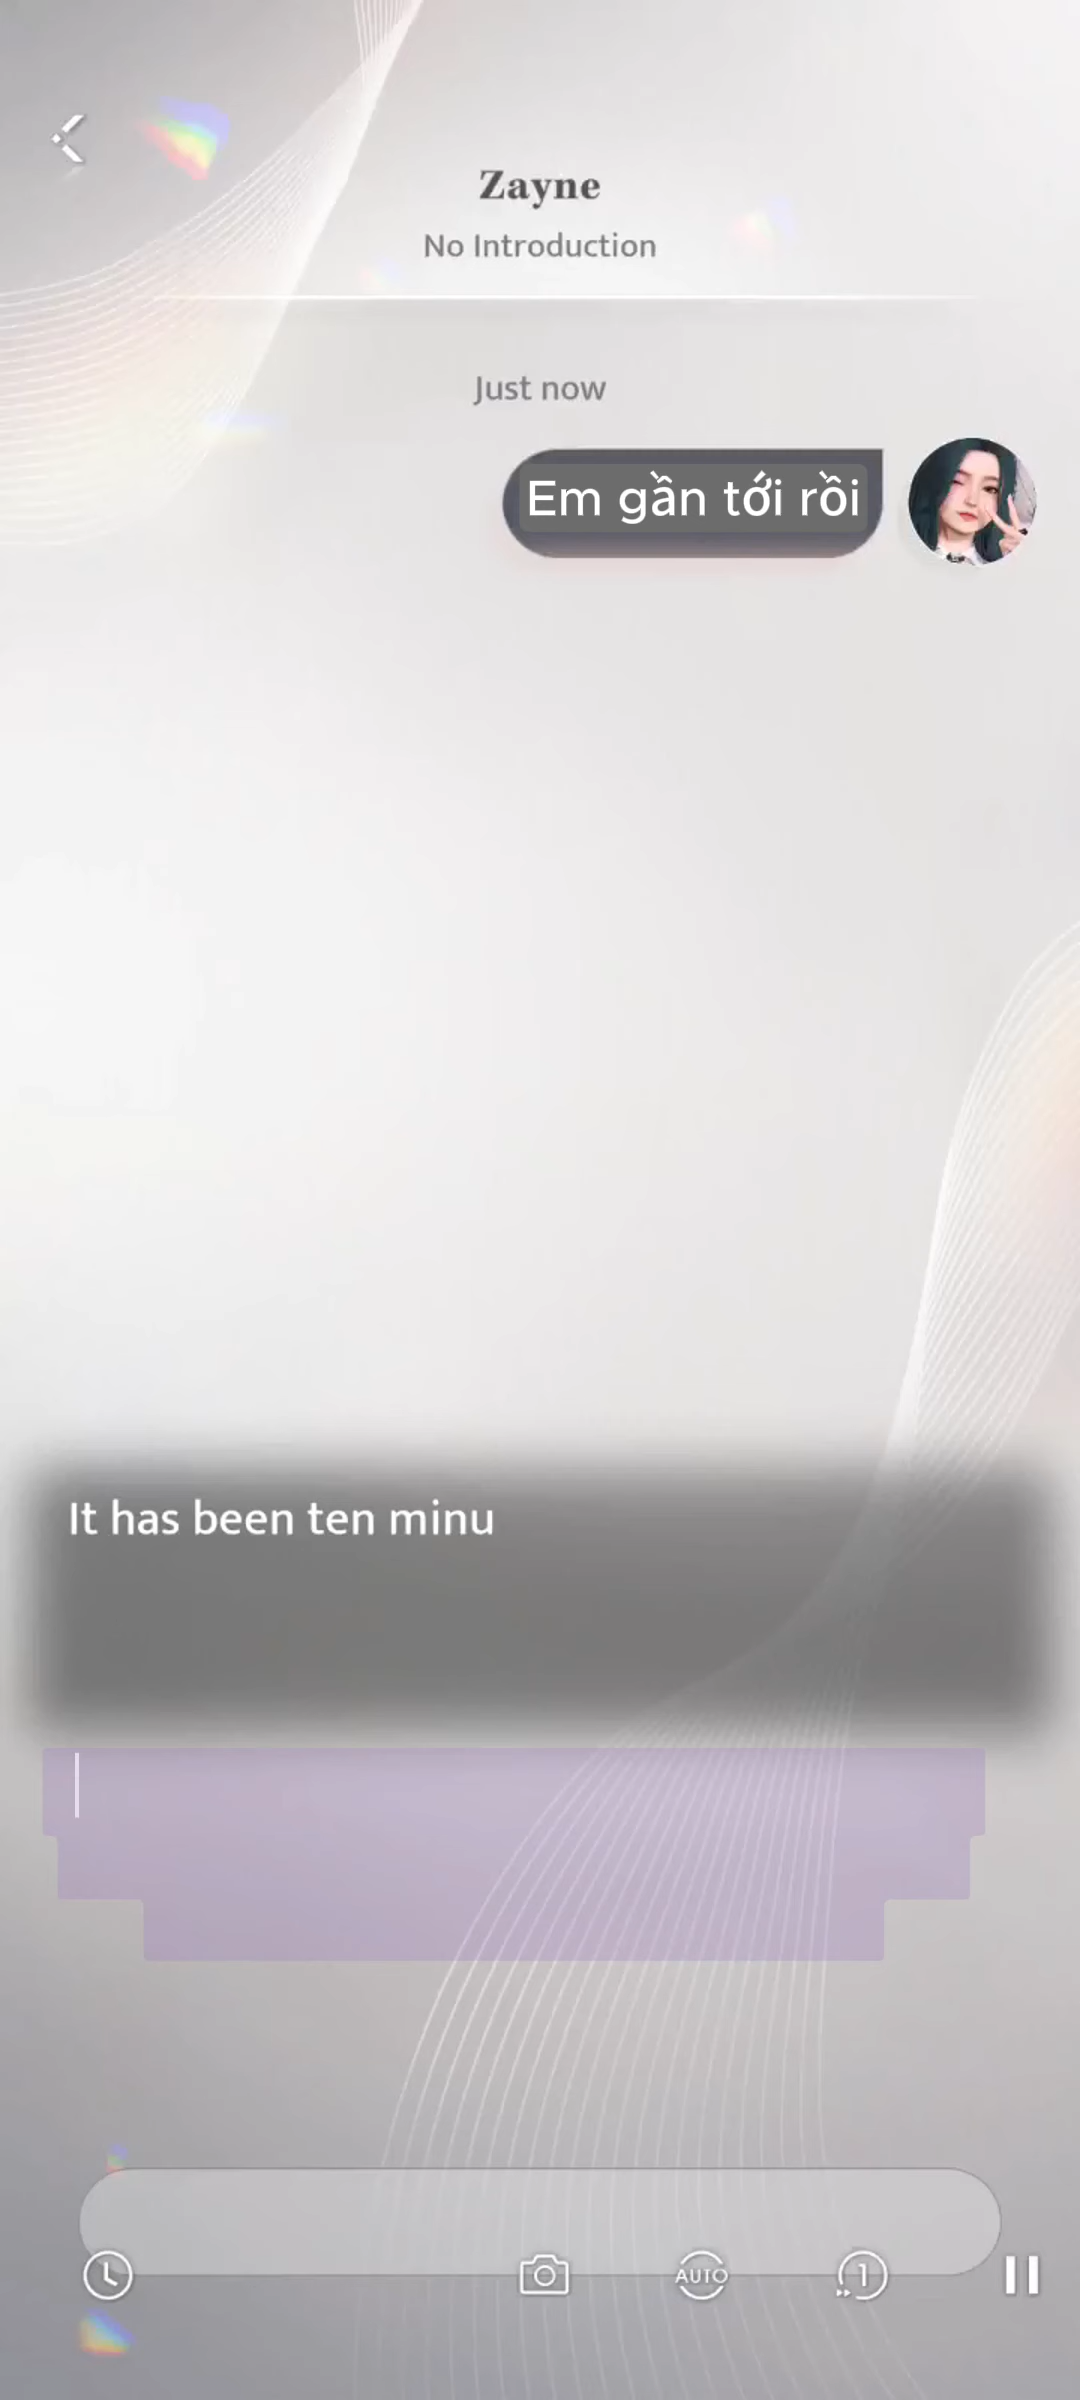 Zayne
No Introduction
Just now
Em gần tới rồi
It has been ten minu
AUTO
1